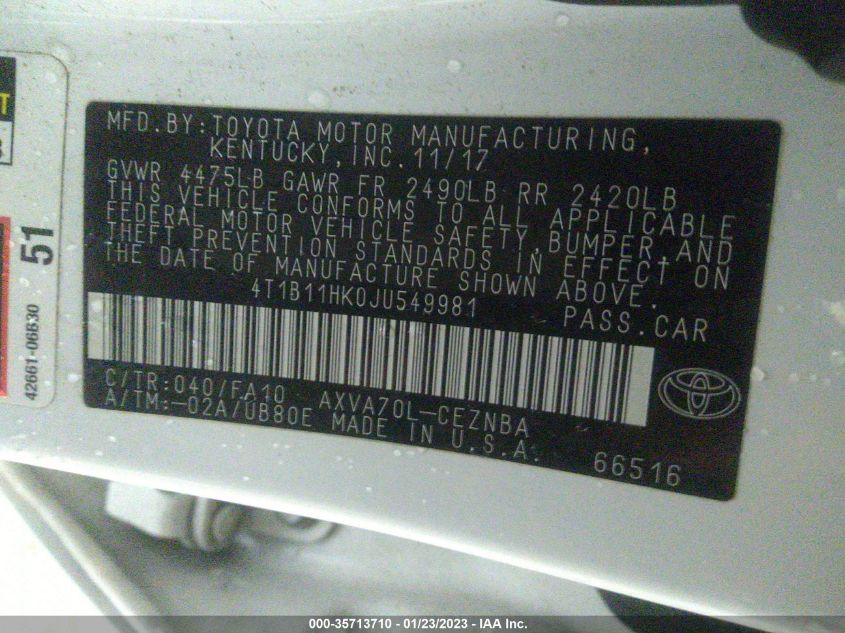 MFD.BY:TOYOTA MOTOR MANUFACTURING,
KENTUCKY,INC. 11/17
GVWR 4475LB GAWR FR 2490LB RR 2420LB
THIS VEHICLE CONFORMS TO ALL APPLICABLE
FEDERAL MOTOR VEHICLE SAFETY,BUMPER,AND
THEFT PREVENTION STANDARDS IN EFFECT ON
THE DATE OF MANUFACTURE SHOWN ABOVE.
4T1B11HK0JU549981
PASS.CAR
C/TR:040/FA10 AXVA70L-CEZNBA
A/TM:-02A/UB80E MADE IN U.S.A.
66516
51
42661-06B30
000-35713710 - 01/23/2023 - IAA Inc.